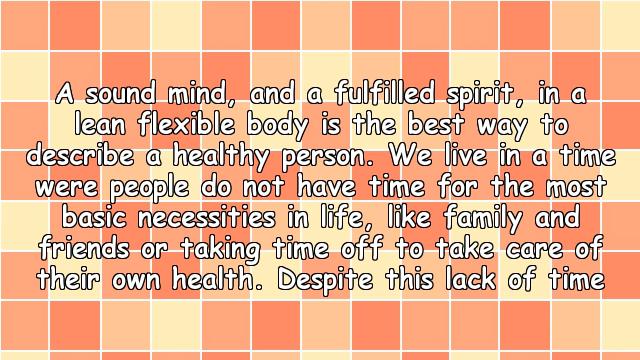 A sound mind, and a fulfilled spirit, in a
lean flexible body is the best way to
describe a healthy person. We live in a time
were people do not have time for the most
basic necessities in life, like family and
friends or taking time off to take care of
their own health. Despite this lack of time